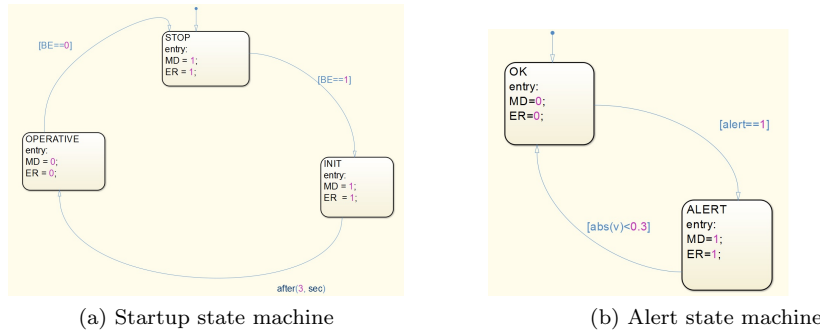 STOP
entry:
MD = 1;
ER = 1;
[BE==0]
[BE==1]
OPERATIVE
entry:
MD = 0;
ER = 0;
INIT
entry:
MD = 1;
ER = 1;
after(3, sec)
(a) Startup state machine
OK
entry:
MD=0;
ER=0;
[alert==1]
ALERT
entry:
MD=1;
ER=1;
[abs(v)<0.3]
(b) Alert state machine